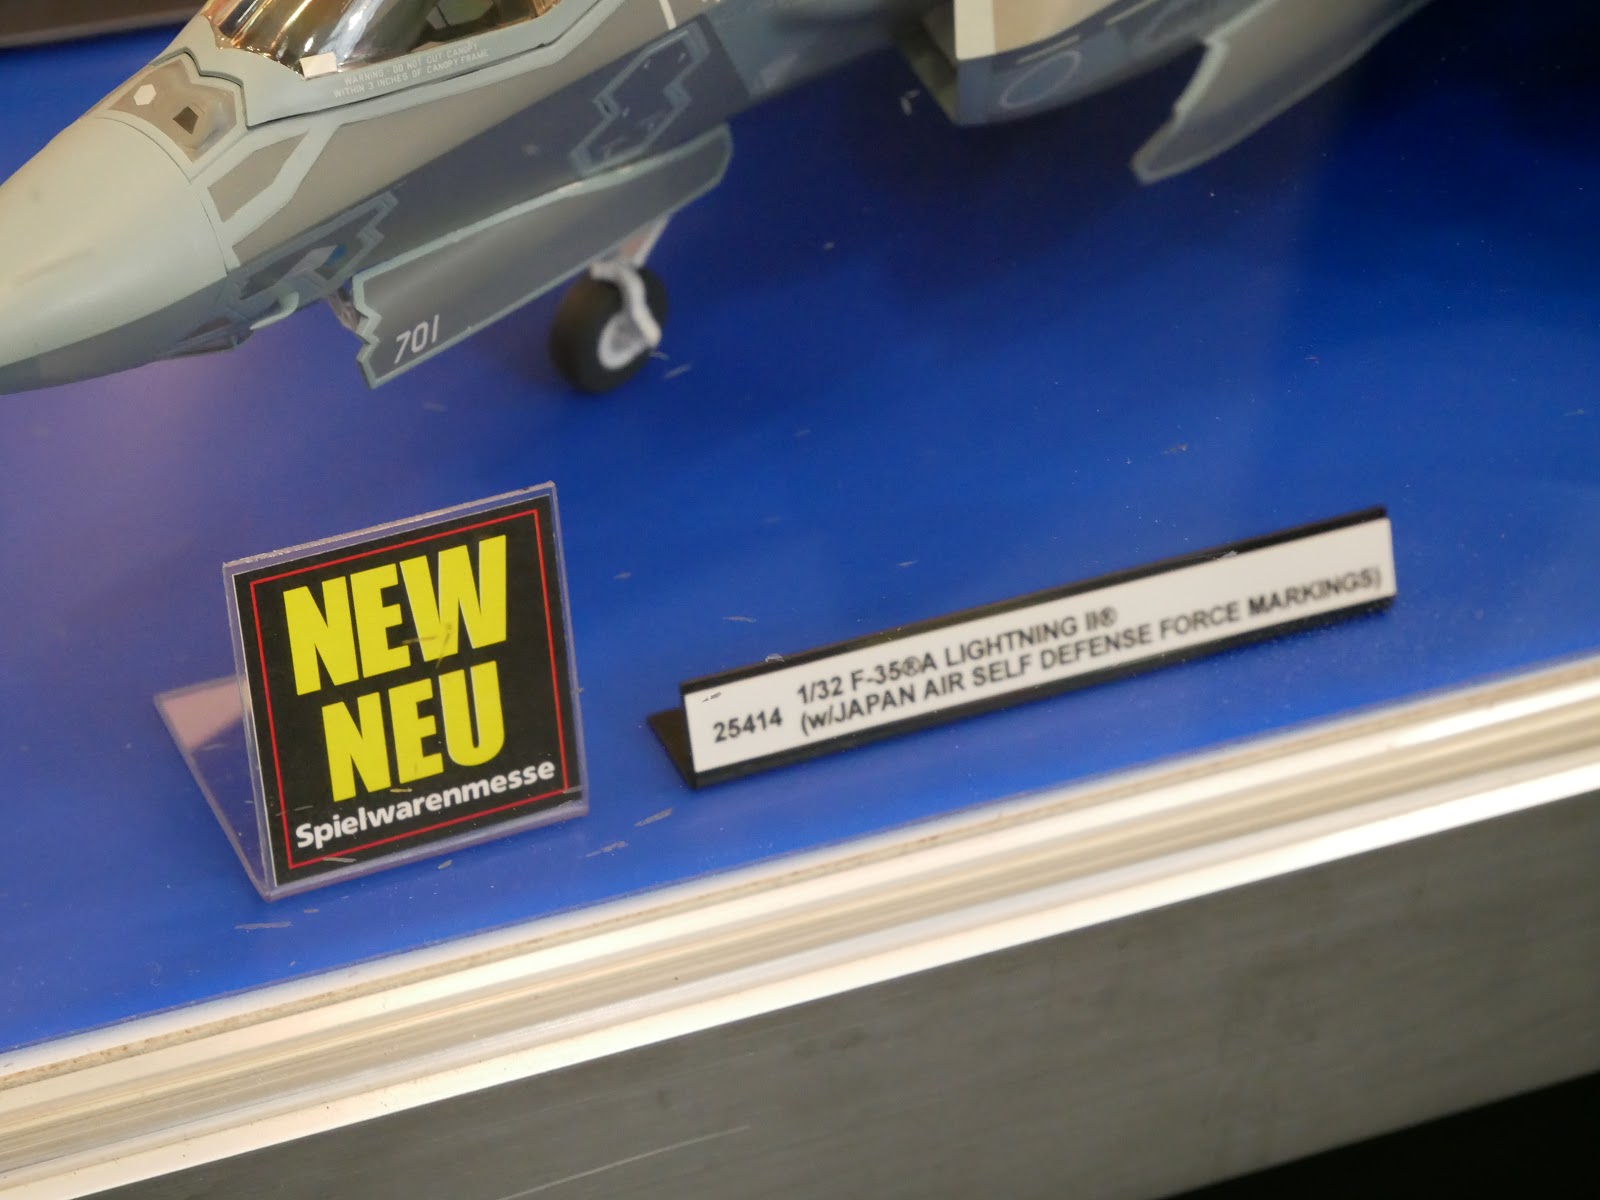 WARNING - DO NOT CUT CANOPY
WITHIN 3 INCHES OF CANOPY FRAME
701
NEW
NEU
Spielwarenmesse
25414 1/32 F-35®A LIGHTNING II®
(w/JAPAN AIR SELF DEFENSE FORCE MARKINGS)